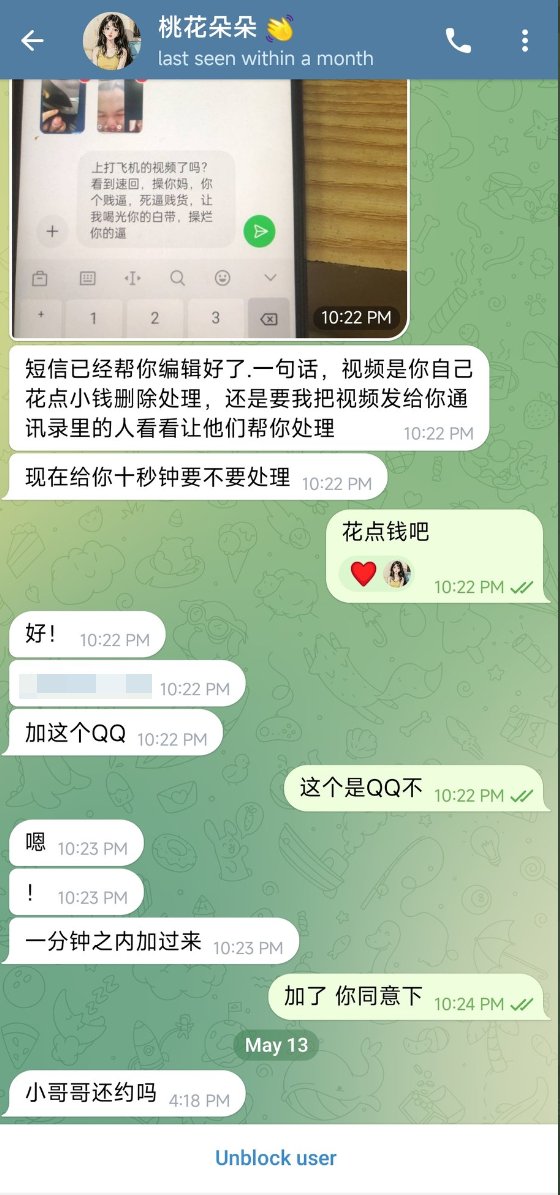 桃花朵朵👋
last seen within a month
上打飞机的视频了吗？
看到速回，操你妈，你
个贱逼，死逼贱货，让
我喝光你的白带，操烂
你的逼
+
1
2
3
10:22 PM
短信已经帮你编辑好了.一句话，视频是你自己
花点小钱删除处理，还是要我把视频发给你通
讯录里的人看看让他们帮你处理
10:22 PM
现在给你十秒钟要不要处理 10:22 PM
花点钱吧
❤️ 10:22 PM
好！ 10:22 PM
10:22 PM
加这个QQ 10:22 PM
这个是QQ不 10:22 PM
嗯 10:23 PM
！ 10:23 PM
一分钟之内加过来 10:23 PM
加了 你同意下 10:24 PM
May 13
小哥哥还约吗 4:18 PM
Unblock user